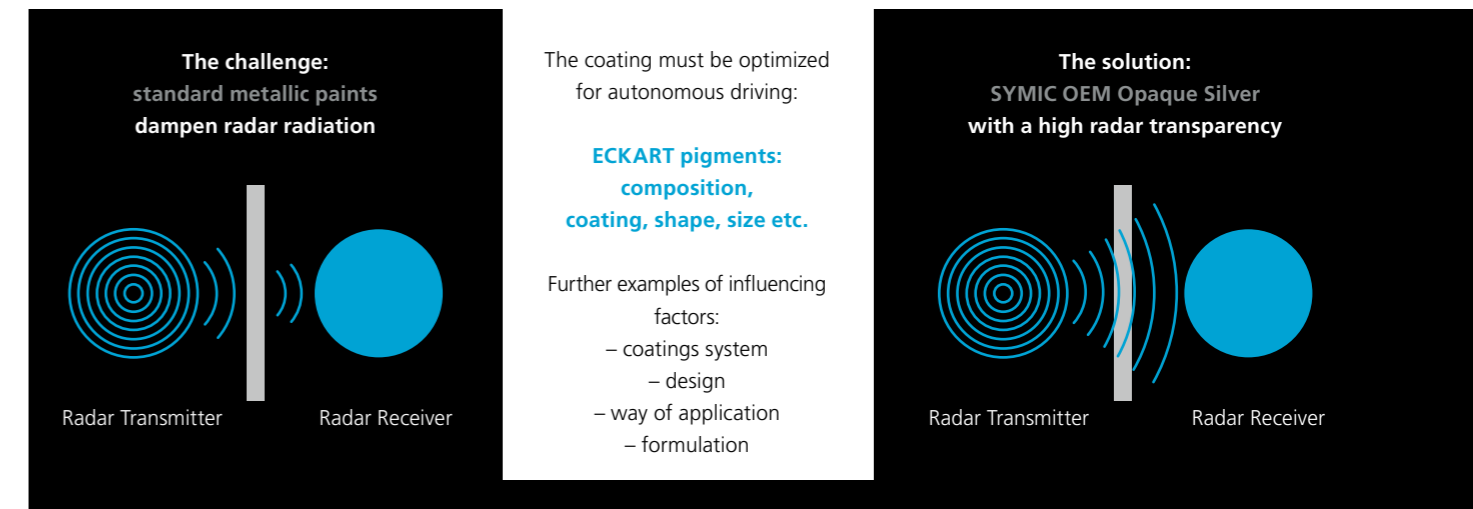 The challenge:
standard metallic paints
dampen radar radiation
Radar Transmitter
Radar Receiver
The coating must be optimized
for autonomous driving:
ECKART pigments:
composition,
coating, shape, size etc.
Further examples of influencing
factors:
– coatings system
– design
– way of application
– formulation
The solution:
SYMIC OEM Opaque Silver
with a high radar transparency
Radar Transmitter
Radar Receiver